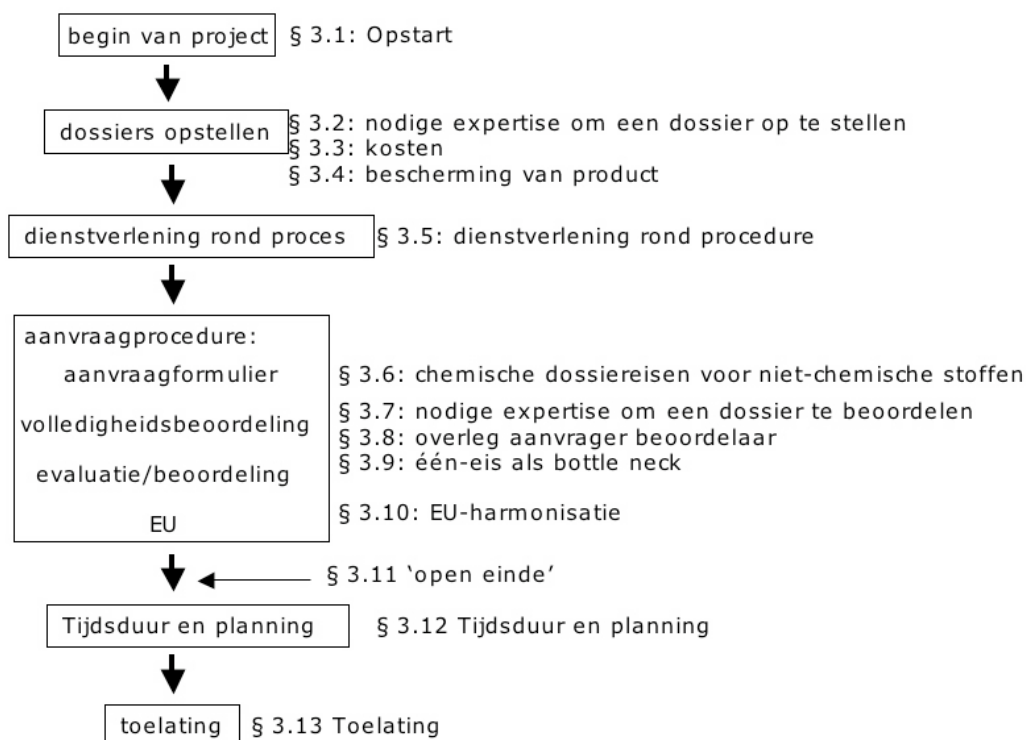 begin van project § 3.1: Opstart
dossiers opstellen
§ 3.2: nodige expertise om een dossier op te stellen
§ 3.3: kosten
§ 3.4: bescherming van product
dienstverlening rond proces § 3.5: dienstverlening rond procedure
aanvraagprocedure:
aanvraagformulier § 3.6: chemische dossiereisen voor niet-chemische stoffen
volledigheidsbeoordeling § 3.7: nodige expertise om een dossier te beoordelen
§ 3.8: overleg aanvrager beoordelaar
evaluatie/beoordeling § 3.9: één-eis als bottle neck
EU § 3.10: EU-harmonisatie
§ 3.11 ‘open einde’
Tijdsduur en planning § 3.12 Tijdsduur en planning
toelating § 3.13 Toelating